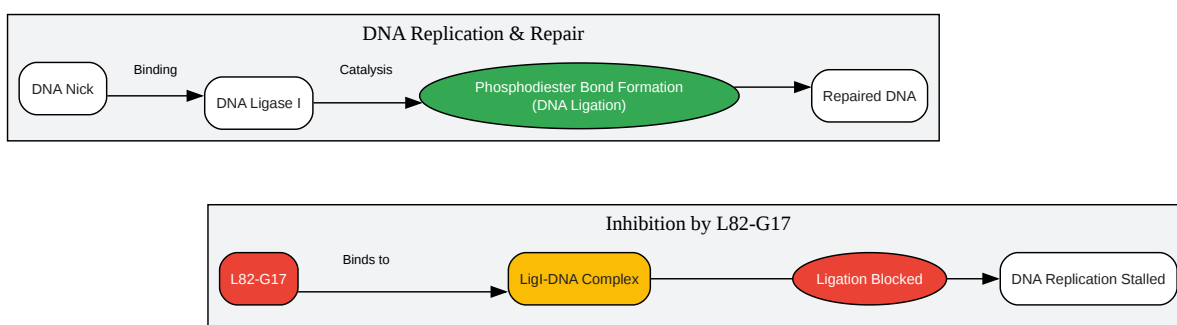 DNA Replication & Repair
DNA Nick
Binding
DNA Ligase I
Catalysis
Phosphodiester Bond Formation
(DNA Ligation)
Repaired DNA
Inhibition by L82-G17
L82-G17
Binds to
LigI-DNA Complex
Ligation Blocked
DNA Replication Stalled